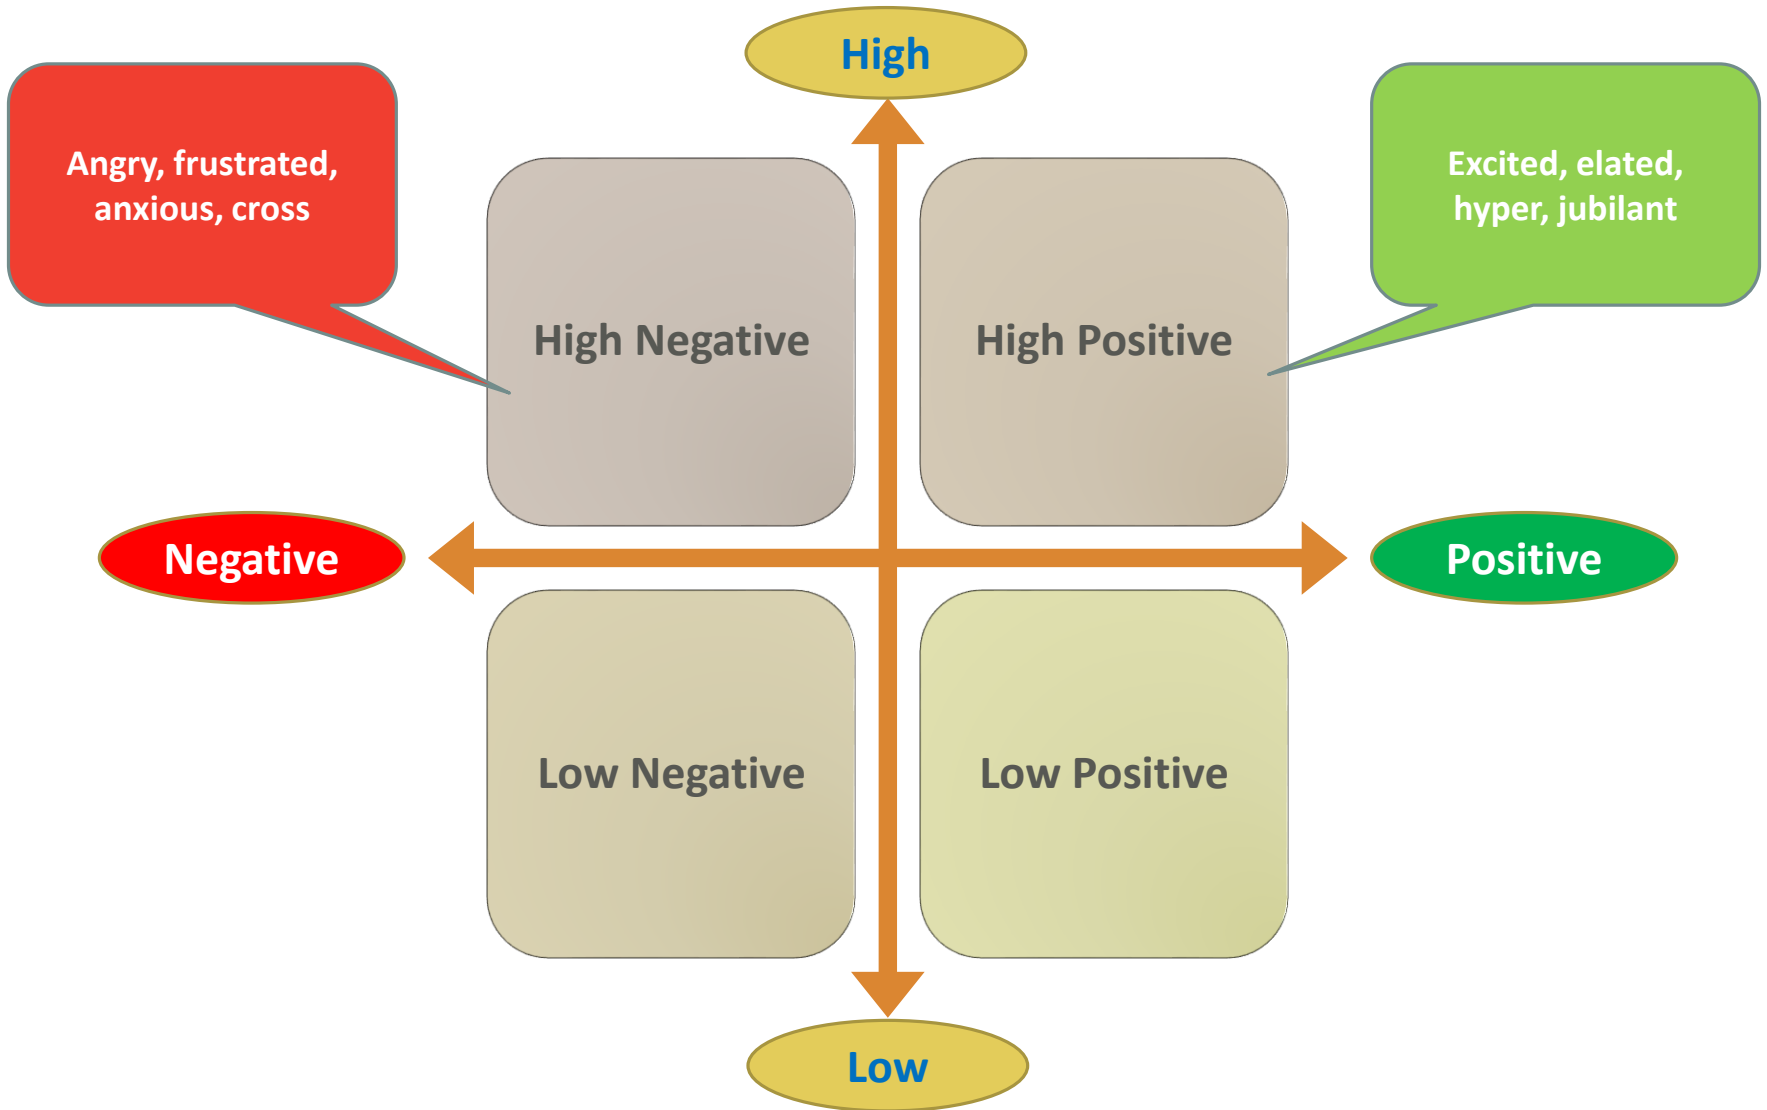 High
Angry, frustrated,
anxious, cross
Excited, elated,
hyper, jubilant
High Negative
High Positive
Negative
Positive
Low Negative
Low Positive
Low